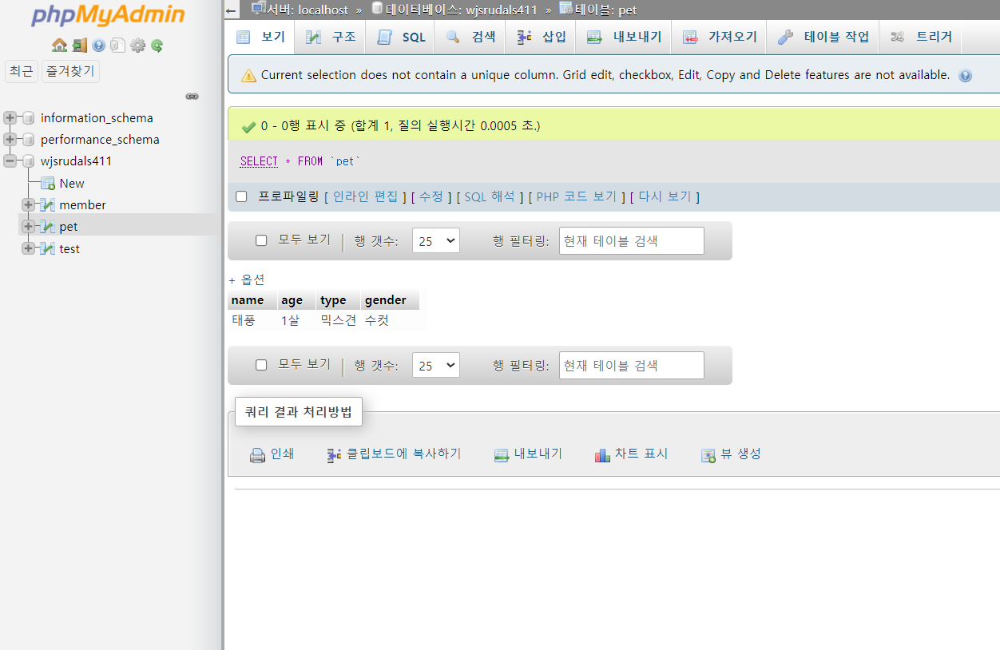 phpMyAdmin
최근 즐겨찾기
information_schema
performance_schema
wjsrudals411
New
member
pet
test
← 서버: localhost » 데이터베이스: wjsrudals411 » 테이블: pet
보기 구조 SQL 검색 삽입 내보내기 가져오기 테이블 작업 트리거
Current selection does not contain a unique column. Grid edit, checkbox, Edit, Copy and Delete features are not available.
0 - 0행 표시 중 (합계 1, 질의 실행시간 0.0005 초.)
SELECT * FROM `pet`
프로파일링 [ 인라인 편집 ] [ 수정 ] [ SQL 해석 ] [ PHP 코드 보기 ] [ 다시 보기 ]
모두 보기 | 행 갯수: 25 행 필터링: 현재 테이블 검색
+ 옵션
name age type gender
태풍 1살 믹스견 수컷
모두 보기 | 행 갯수: 25 행 필터링: 현재 테이블 검색
쿼리 결과 처리방법
인쇄 클립보드에 복사하기 내보내기 차트 표시 뷰 생성